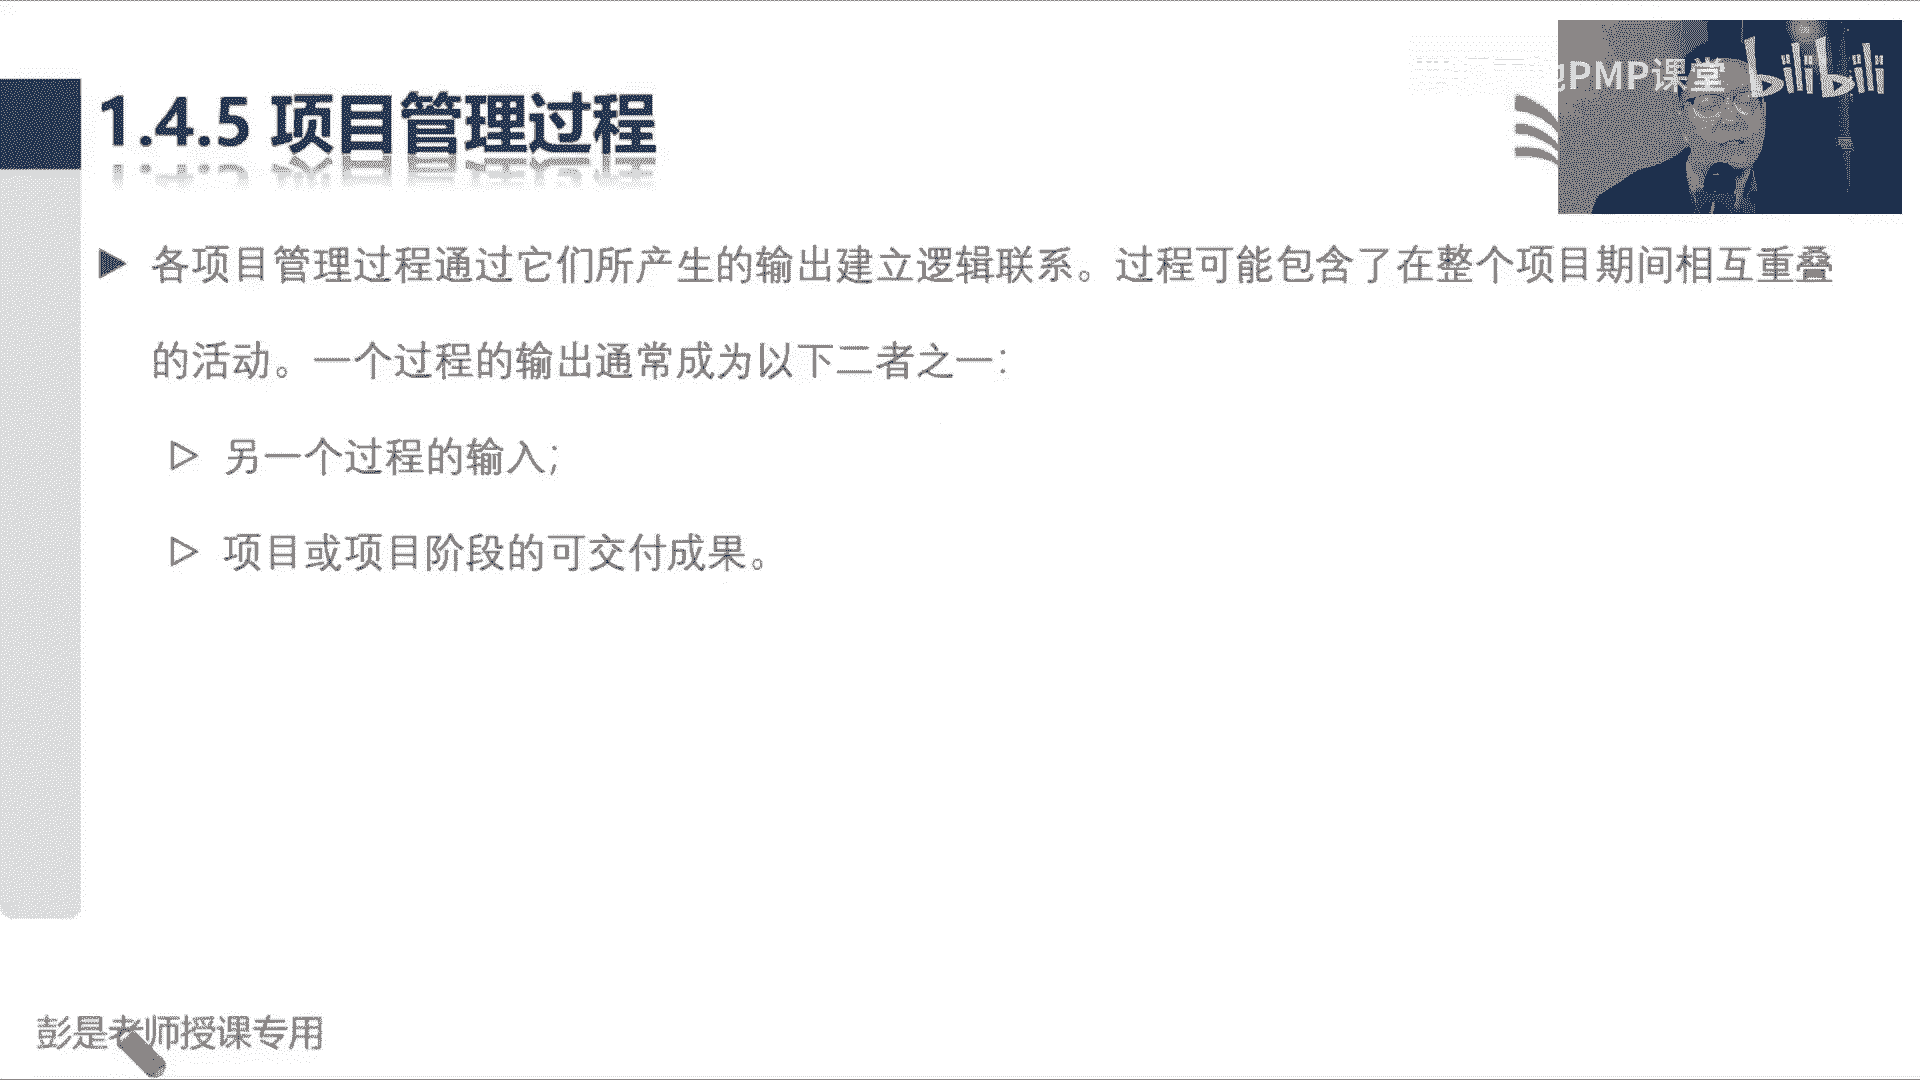 PMP课堂 bilibili
1.4.5 项目管理过程
各项目管理过程通过它们所产生的输出建立逻辑联系。过程可能包含了在整个项目期间相互重叠
的活动。一个过程的输出通常成为以下二者之一：
另一个过程的输入；
项目或项目阶段的可交付成果。
彭是老师授课专用